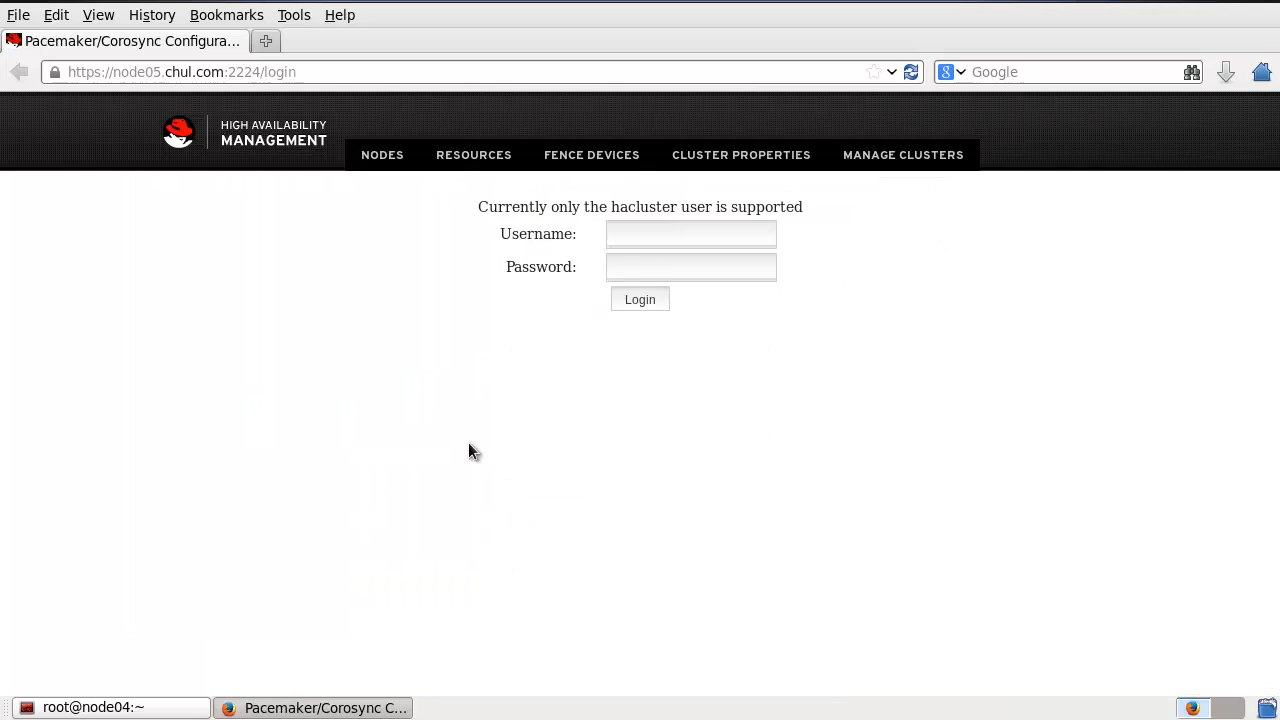 File Edit View History Bookmarks Tools Help
Pacemaker/Corosync Configura...
https://node05.chul.com:2224/login
Google
HIGH AVAILABILITY
MANAGEMENT
NODES RESOURCES FENCE DEVICES CLUSTER PROPERTIES MANAGE CLUSTERS
Currently only the hacluster user is supported
Username:
Password:
Login
root@node04:~ Pacemaker/Corosync C...